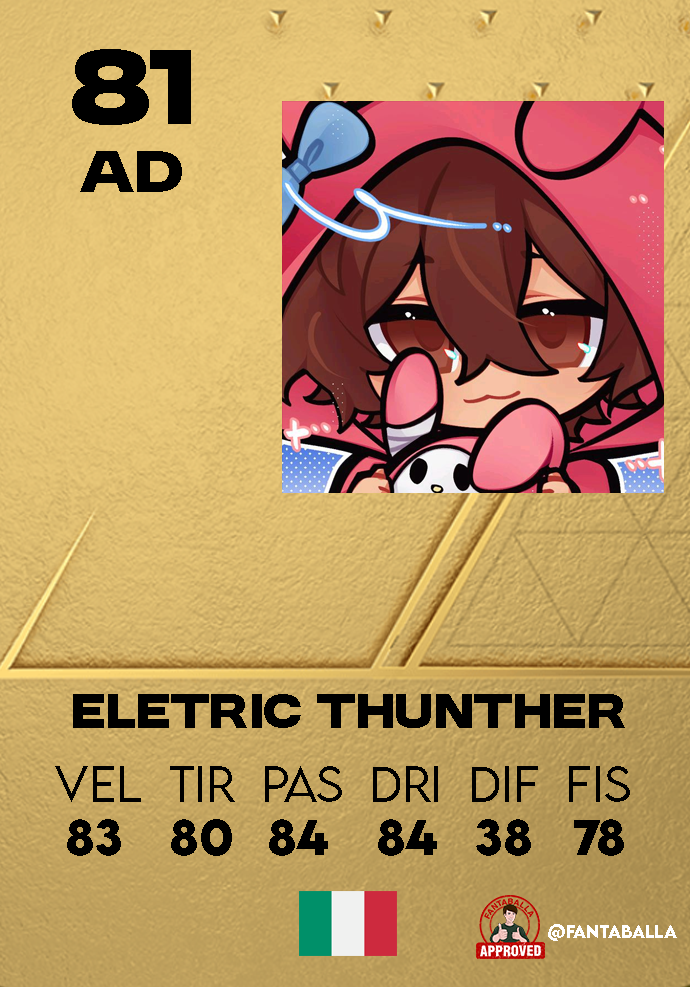 81
AD
ELETRIC THUNTHER
VEL TIR PAS DRI DIF FIS
83 80 84 84 38 78
FANTABALLA
APPROVED
@FANTABALLA